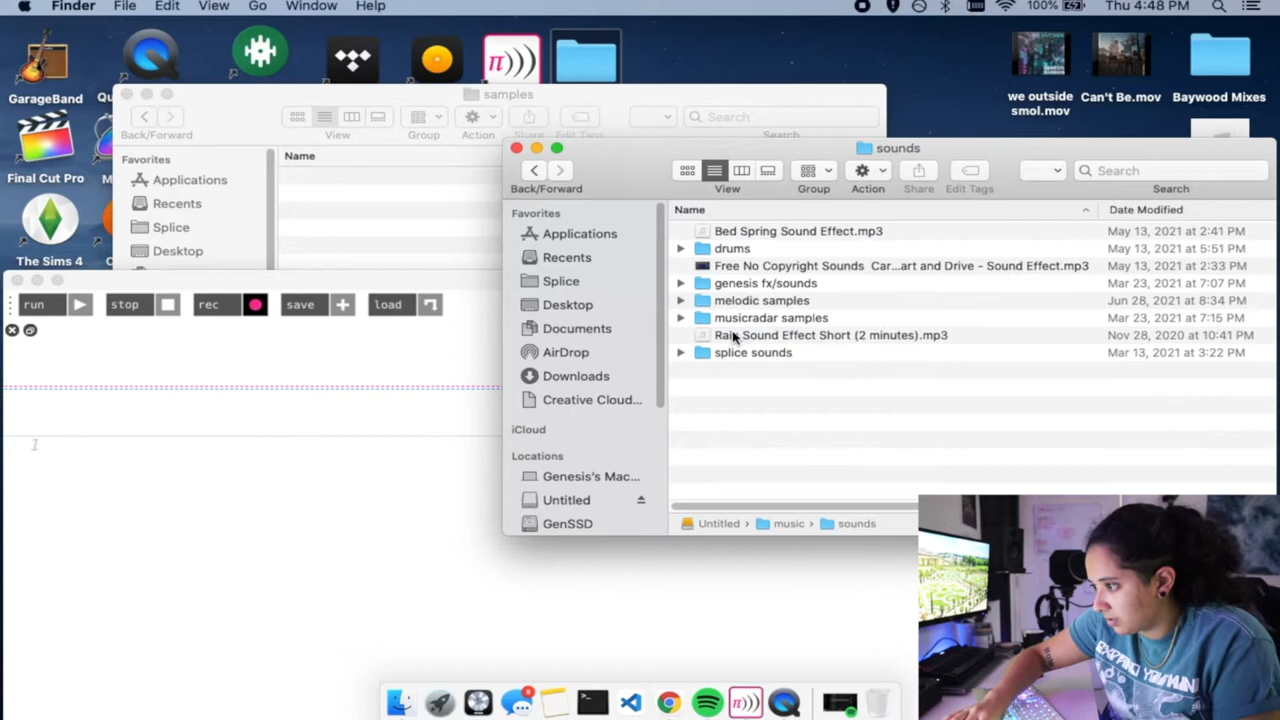 Finder File Edit View Go Window Help 100% Thu 4:48 PM
GarageBand
we outside smol.mov
Can't Be.mov
Baywood Mixes
Final Cut Pro
The Sims 4
samples
Back/Forward View Group Action Share Edit Tags Search
Search
Favorites
Applications
Recents
Splice
Desktop
Name
run stop rec save load
1
sounds
Search
Back/Forward View Group Action Share Edit Tags Search
Favorites
Applications
Recents
Splice
Desktop
Documents
AirDrop
Downloads
Creative Cloud...
iCloud
Locations
Genesis's Mac...
Untitled
GenSSD
Name Date Modified
Bed Spring Sound Effect.mp3 May 13, 2021 at 2:41 PM
drums May 13, 2021 at 5:51 PM
Free No Copyright Sounds Car...art and Drive - Sound Effect.mp3 May 13, 2021 at 2:33 PM
genesis fx/sounds Mar 23, 2021 at 7:07 PM
melodic samples Jun 28, 2021 at 8:34 PM
musicradar samples Mar 23, 2021 at 7:15 PM
Rain Sound Effect Short (2 minutes).mp3 Nov 28, 2020 at 10:41 PM
splice sounds Mar 13, 2021 at 3:22 PM
Untitled › music › sounds